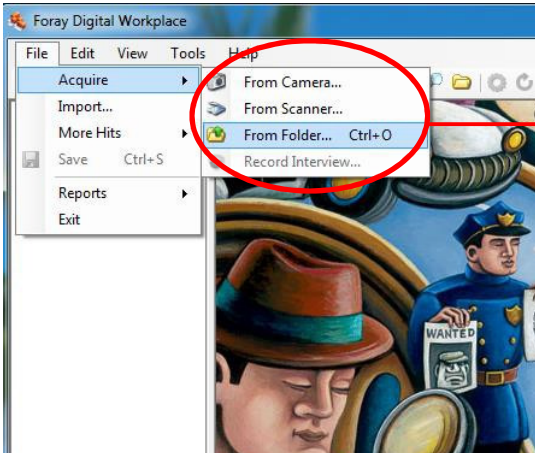 Foray Digital Workplace
File Edit View Tools Help
Acquire
Import...
More Hits
Save Ctrl+S
Reports
Exit
From Camera...
From Scanner...
From Folder... Ctrl+O
Record Interview...
WANTED